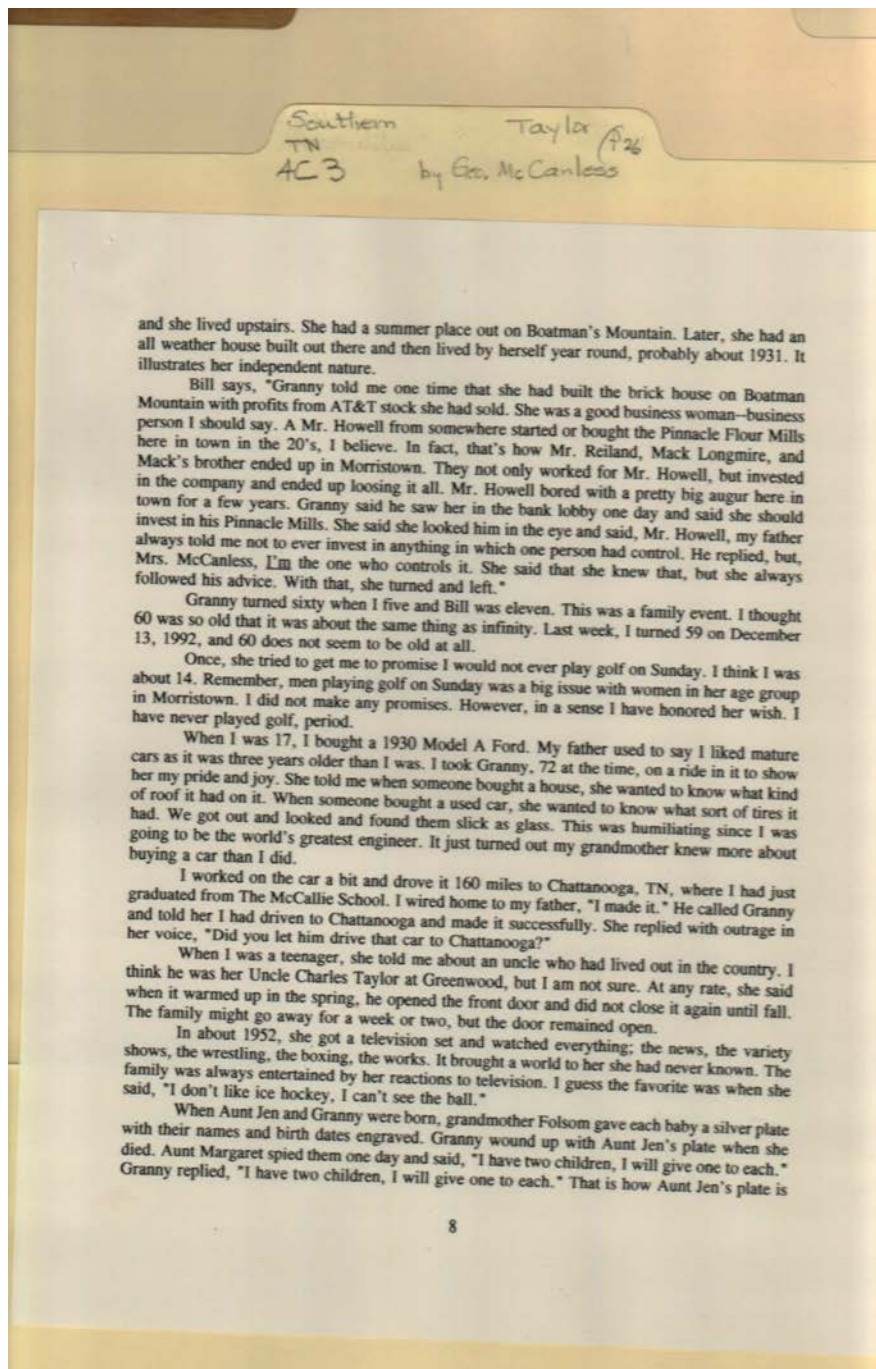 Southern Taylor P26
TN
AC3 by Geo. McCanless
and she lived upstairs. She had a summer place out on Boatman's Mountain. Later, she had an
all weather house built out there and then lived by herself year round, probably about 1931. It
illustrates her independent nature.
Bill says, "Granny told me one time that she had built the brick house on Boatman
Mountain with profits from AT&T stock she had sold. She was a good business woman--business
person I should say. A Mr. Howell from somewhere started or bought the Pinnacle Flour Mills
here in town in the 20's, I believe. In fact, that's how Mr. Reiland, Mack Longmire, and
Mack's brother ended up in Morristown. They not only worked for Mr. Howell, but invested
in the company and ended up loosing it all. Mr. Howell bored with a pretty big augur here in
town for a few years. Granny said he saw her in the bank lobby one day and said she should
invest in his Pinnacle Mills. She said she looked him in the eye and said, Mr. Howell, my father
always told me not to ever invest in anything in which one person had control. He replied, but,
Mrs. McCanless, I'm the one who controls it. She said that she knew that, but she always
followed his advice. With that, she turned and left."
Granny turned sixty when I five and Bill was eleven. This was a family event. I thought
60 was so old that it was about the same thing as infinity. Last week, I turned 59 on December
13, 1992, and 60 does not seem to be old at all.
Once, she tried to get me to promise I would not ever play golf on Sunday. I think I was
about 14. Remember, men playing golf on Sunday was a big issue with women in her age group
in Morristown. I did not make any promises. However, in a sense I have honored her wish. I
have never played golf, period.
When I was 17, I bought a 1930 Model A Ford. My father used to say I liked mature
cars as it was three years older than I was. I took Granny, 72 at the time, on a ride in it to show
her my pride and joy. She told me when someone bought a house, she wanted to know what kind
of roof it had on it. When someone bought a used car, she wanted to know what sort of tires it
had. We got out and looked and found them slick as glass. This was humiliating since I was
going to be the world's greatest engineer. It just turned out my grandmother knew more about
buying a car than I did.
I worked on the car a bit and drove it 160 miles to Chattanooga, TN, where I had just
graduated from The McCallie School. I wired home to my father, "I made it." He called Granny
and told her I had driven to Chattanooga and made it successfully. She replied with outrage in
her voice, "Did you let him drive that car to Chattanooga?"
When I was a teenager, she told me about an uncle who had lived out in the country. I
think he was her Uncle Charles Taylor at Greenwood, but I am not sure. At any rate, she said
when it warmed up in the spring, he opened the front door and did not close it again until fall.
The family might go away for a week or two, but the door remained open.
In about 1952, she got a television set and watched everything; the news, the variety
shows, the wrestling, the boxing, the works. It brought a world to her she had never known. The
family was always entertained by her reactions to television. I guess the favorite was when she
said, "I don't like ice hockey, I can't see the ball."
When Aunt Jen and Granny were born, grandmother Folsom gave each baby a silver plate
with their names and birth dates engraved. Granny wound up with Aunt Jen's plate when she
died. Aunt Margaret spied them one day and said, "I have two children, I will give one to each."
Granny replied, "I have two children, I will give one to each." That is how Aunt Jen's plate is
8